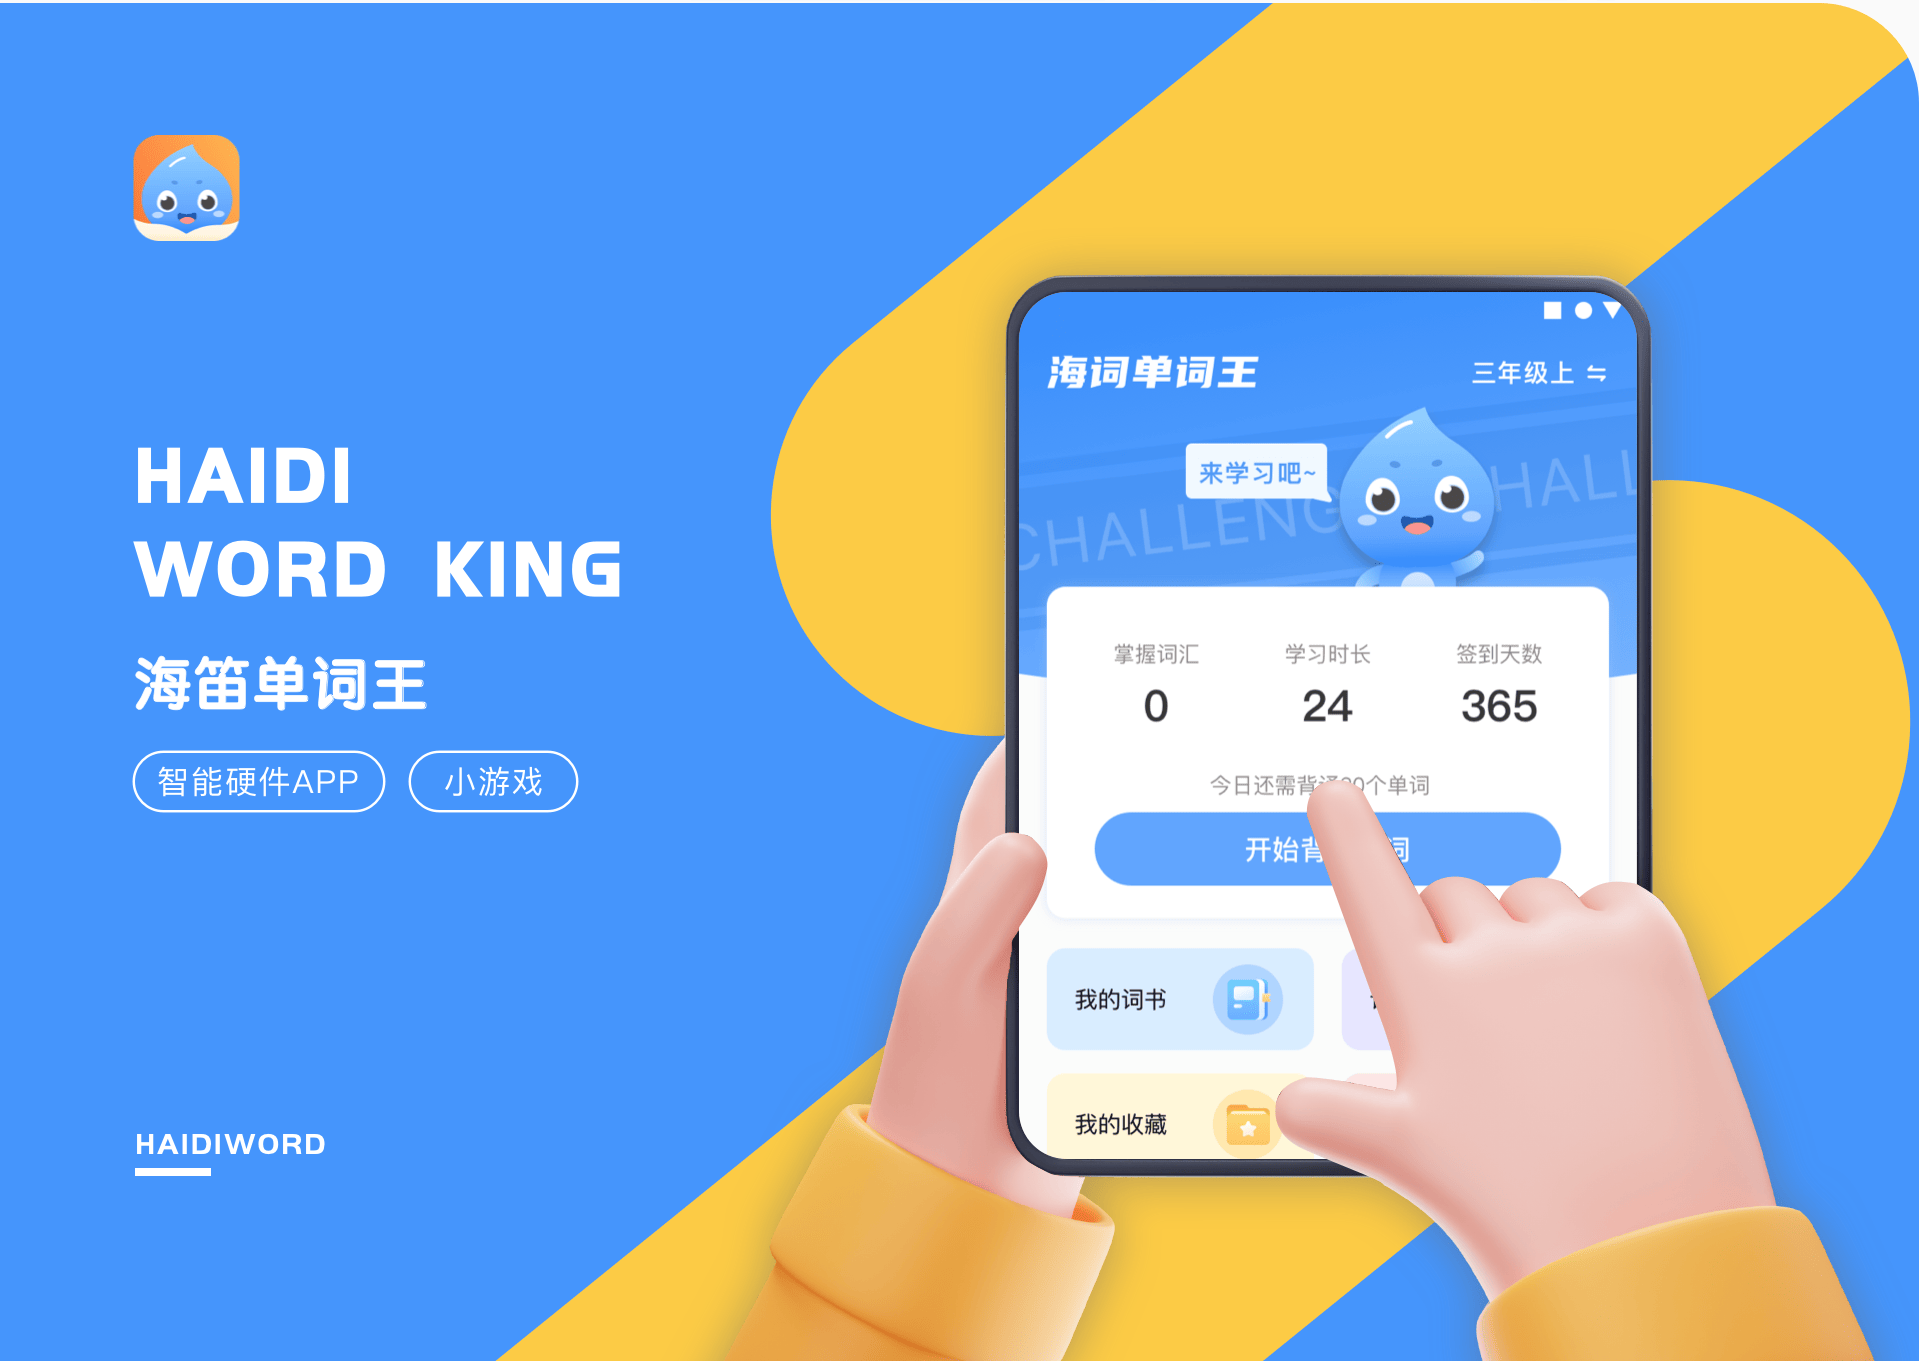 HAIDI
WORD KING
海笛单词王
智能硬件APP
小游戏
HAIDIWORD
海词单词王
三年级上
来学习吧~
CHALLENG
HALL
掌握词汇
学习时长
签到天数
0
24
365
今日还需背 0个单词
开始背 词
我的词书
我的收藏